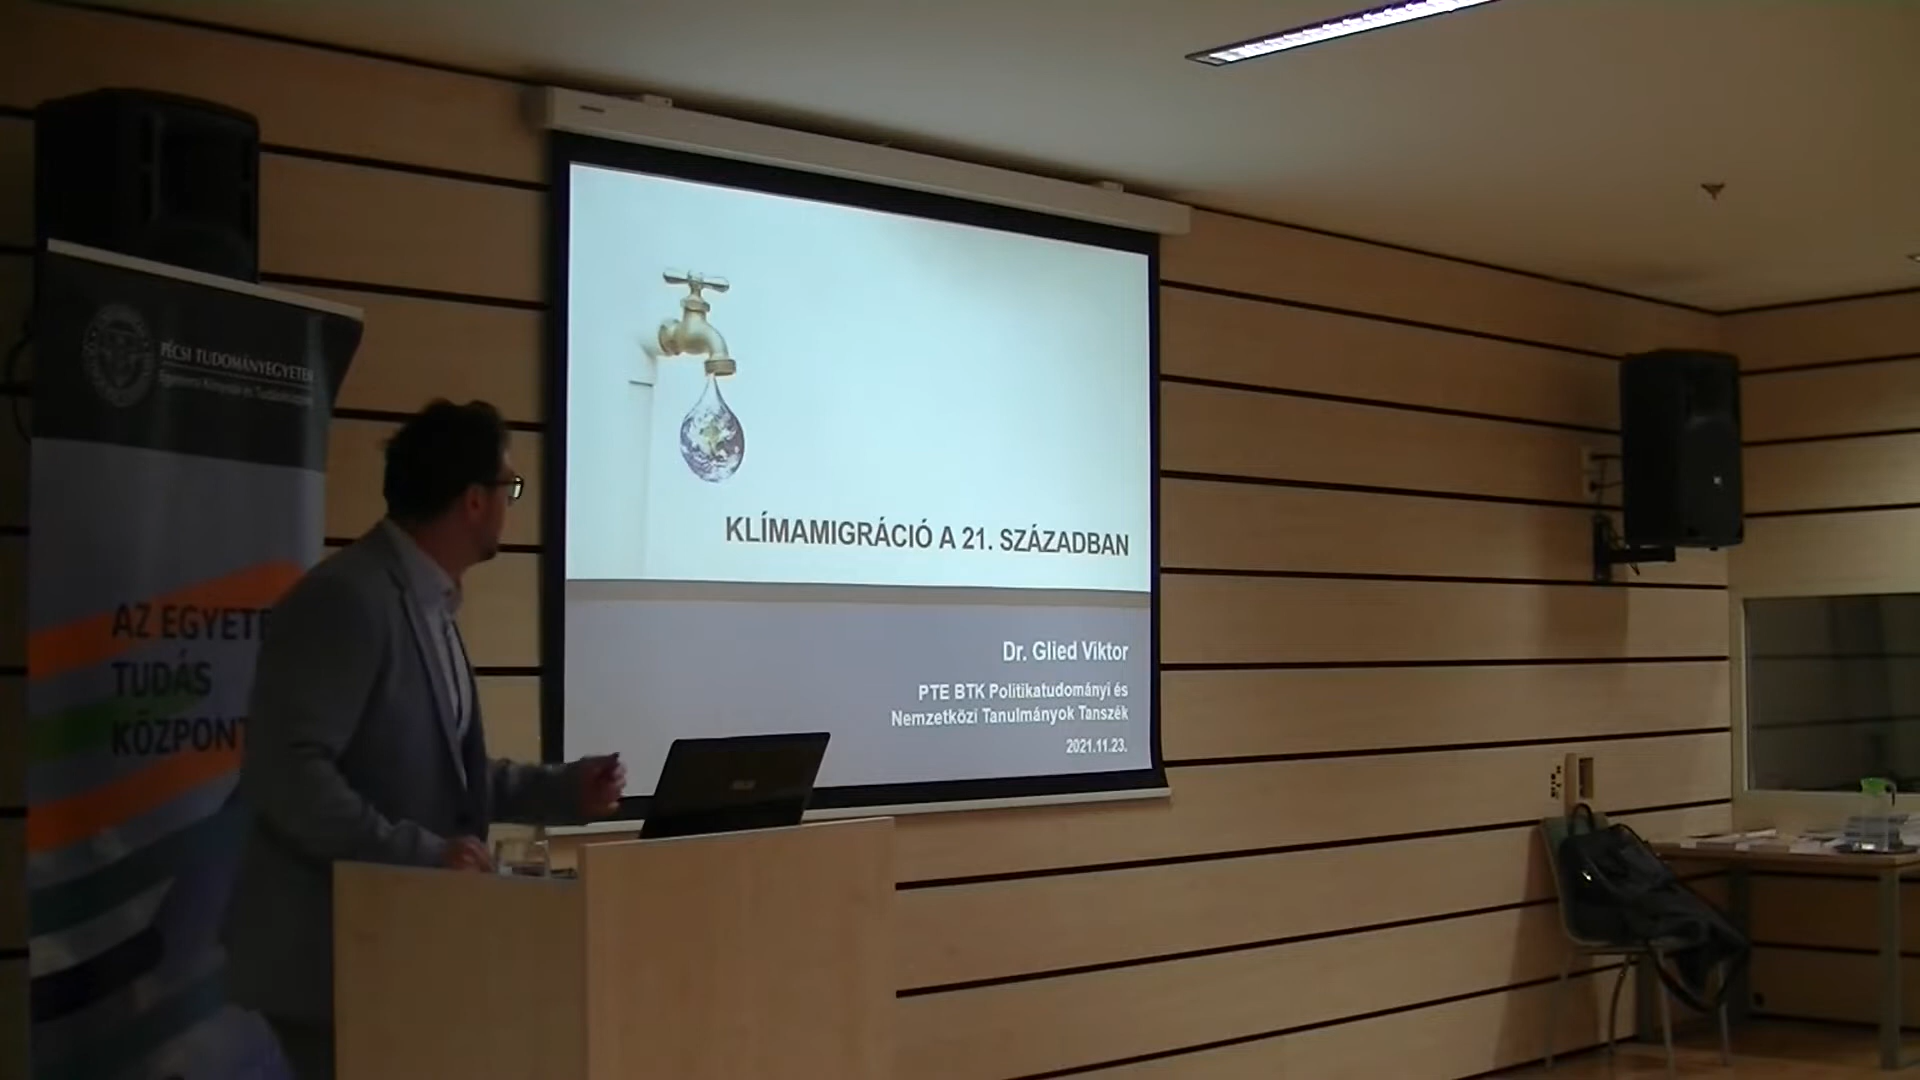 PÉCSI TUDOMÁNYEGYETEM
AZ EGYETE
TUDÁS
KÖZPONT
KLÍMAMIGRÁCIÓ A 21. SZÁZADBAN
Dr. Glied Viktor
PTE BTK Politikatudományi és
Nemzetközi Tanulmányok Tanszék
2021.11.23.